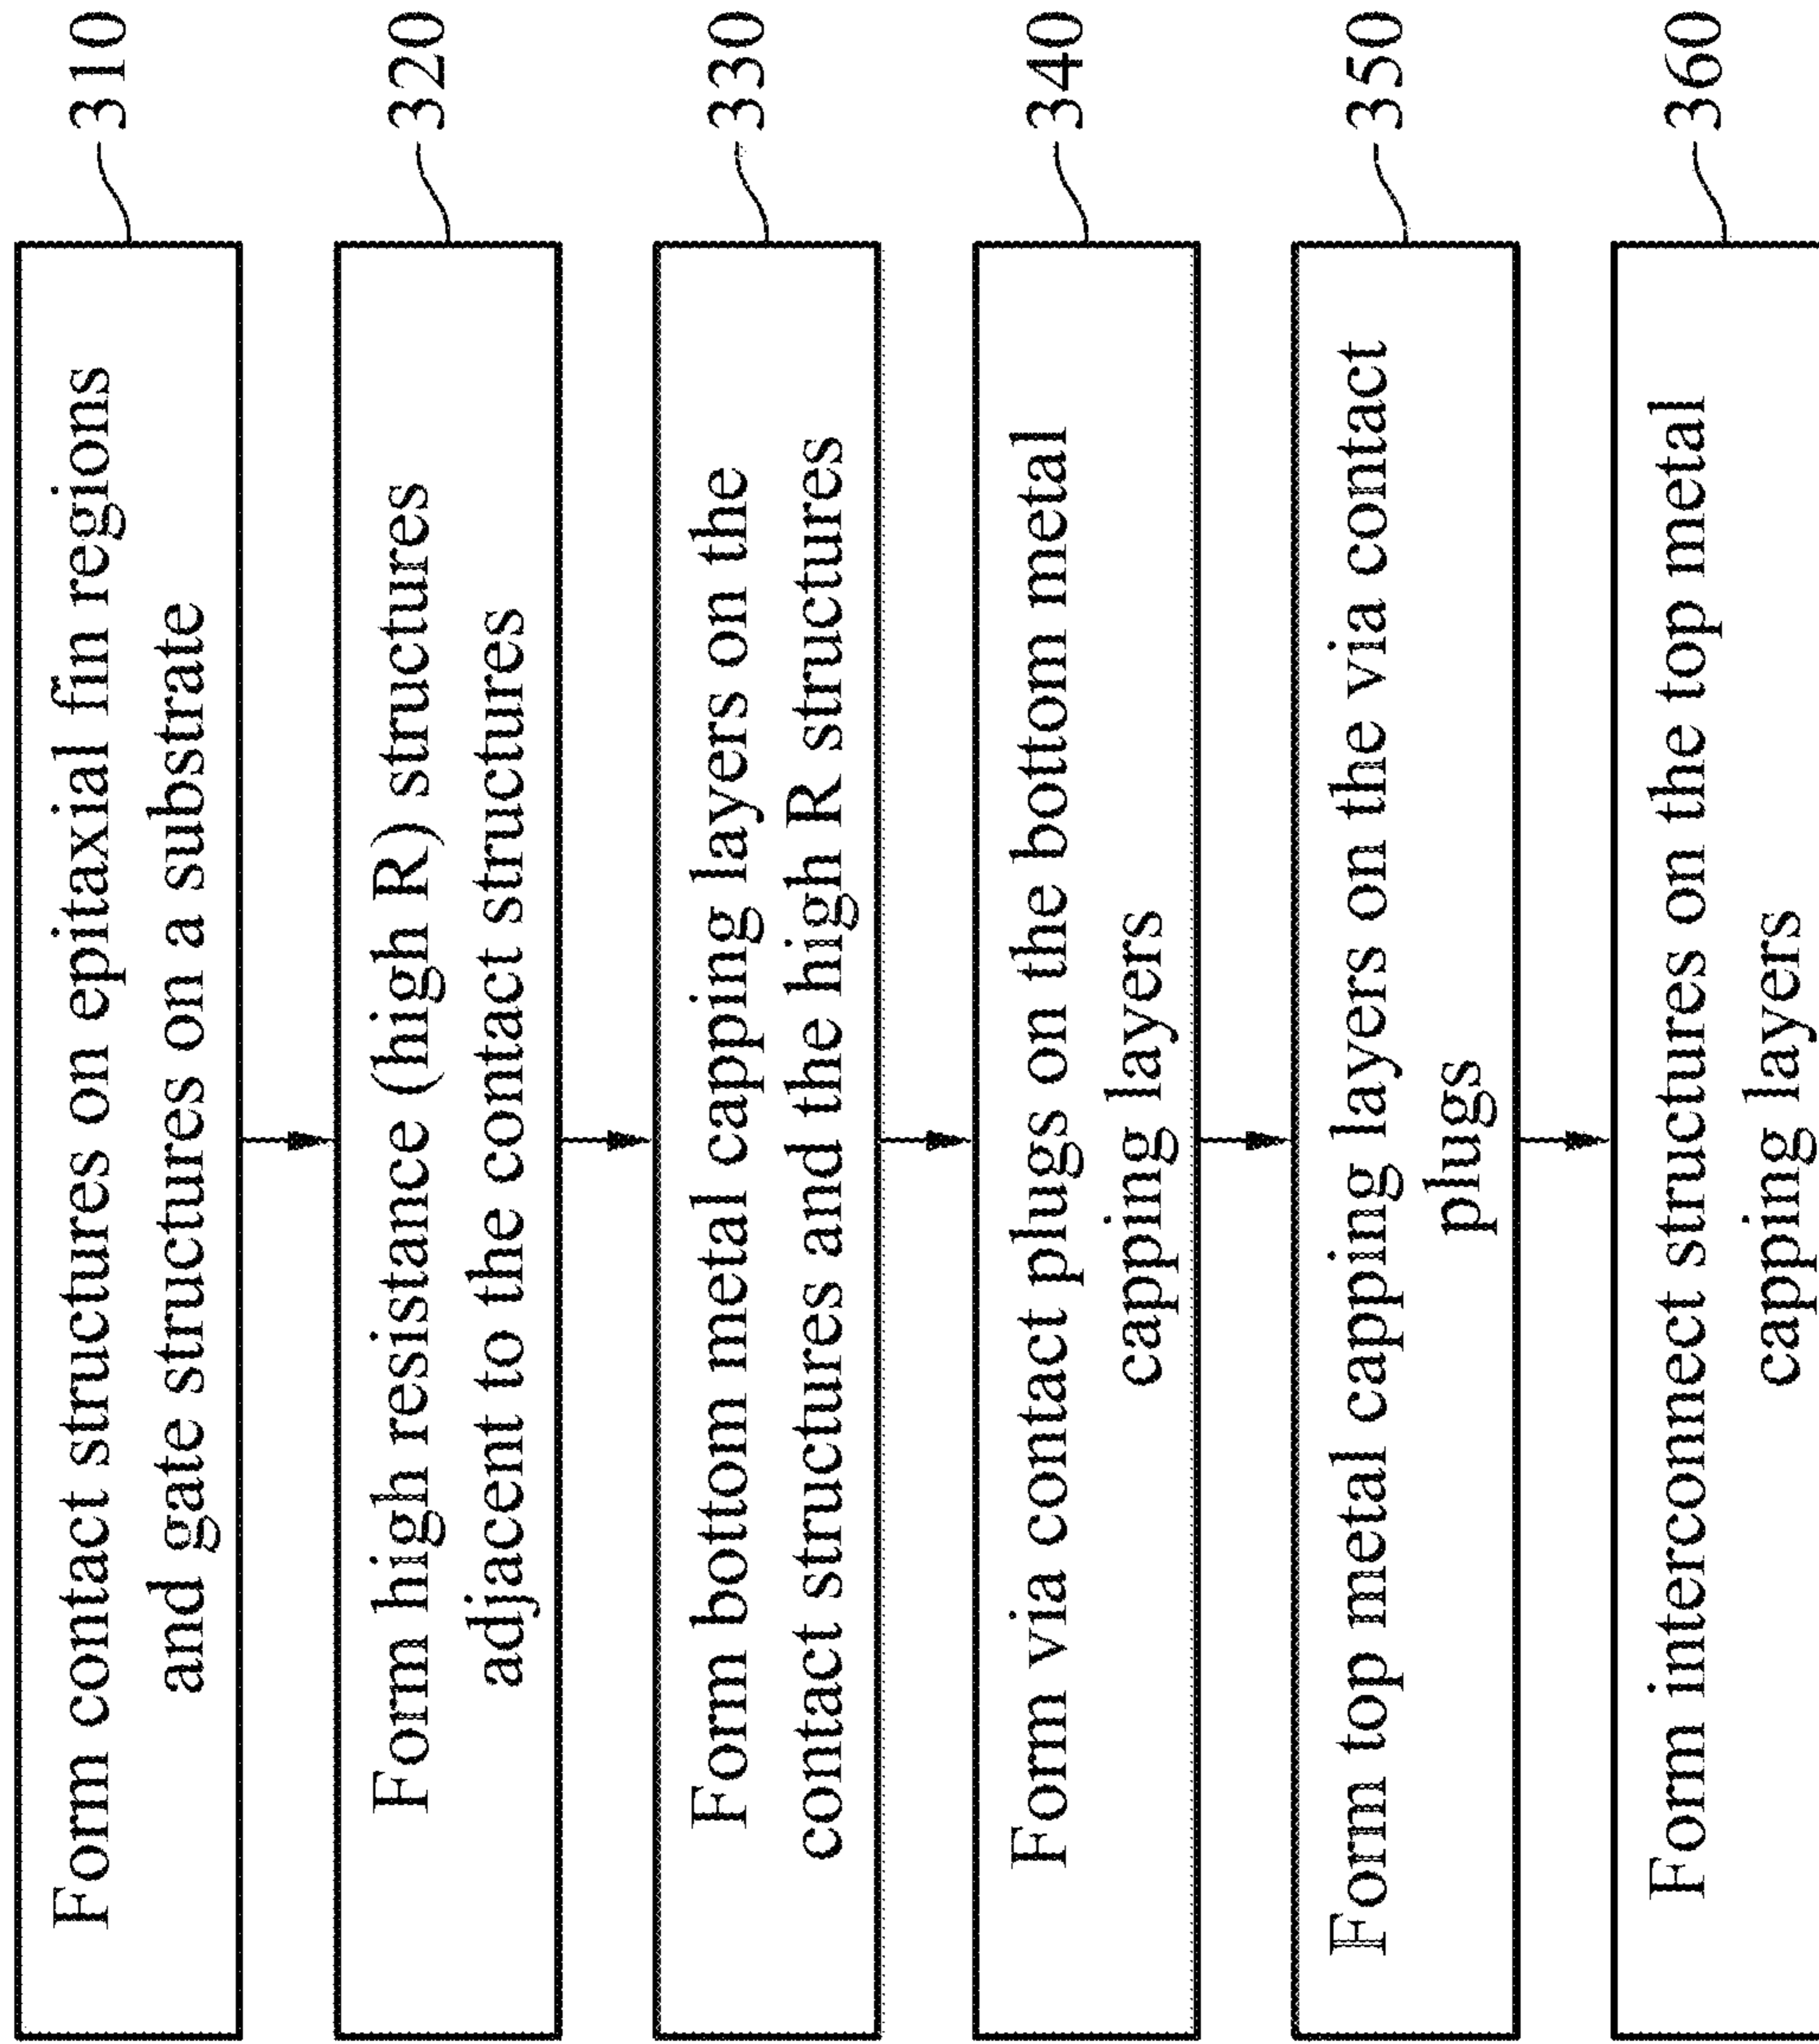 Form contact structures on epitaxial fin regions
and gate structures on a substrate
310
Form high resistance (high R) structures
adjacent to the contact structures
320
Form bottom metal capping layers on the
contact structures and the high R structures
330
Form via contact plugs on the bottom metal
capping layers
340
Form top metal capping layers on the via contact
plugs
350
Form interconnect structures on the top metal
capping layers
360